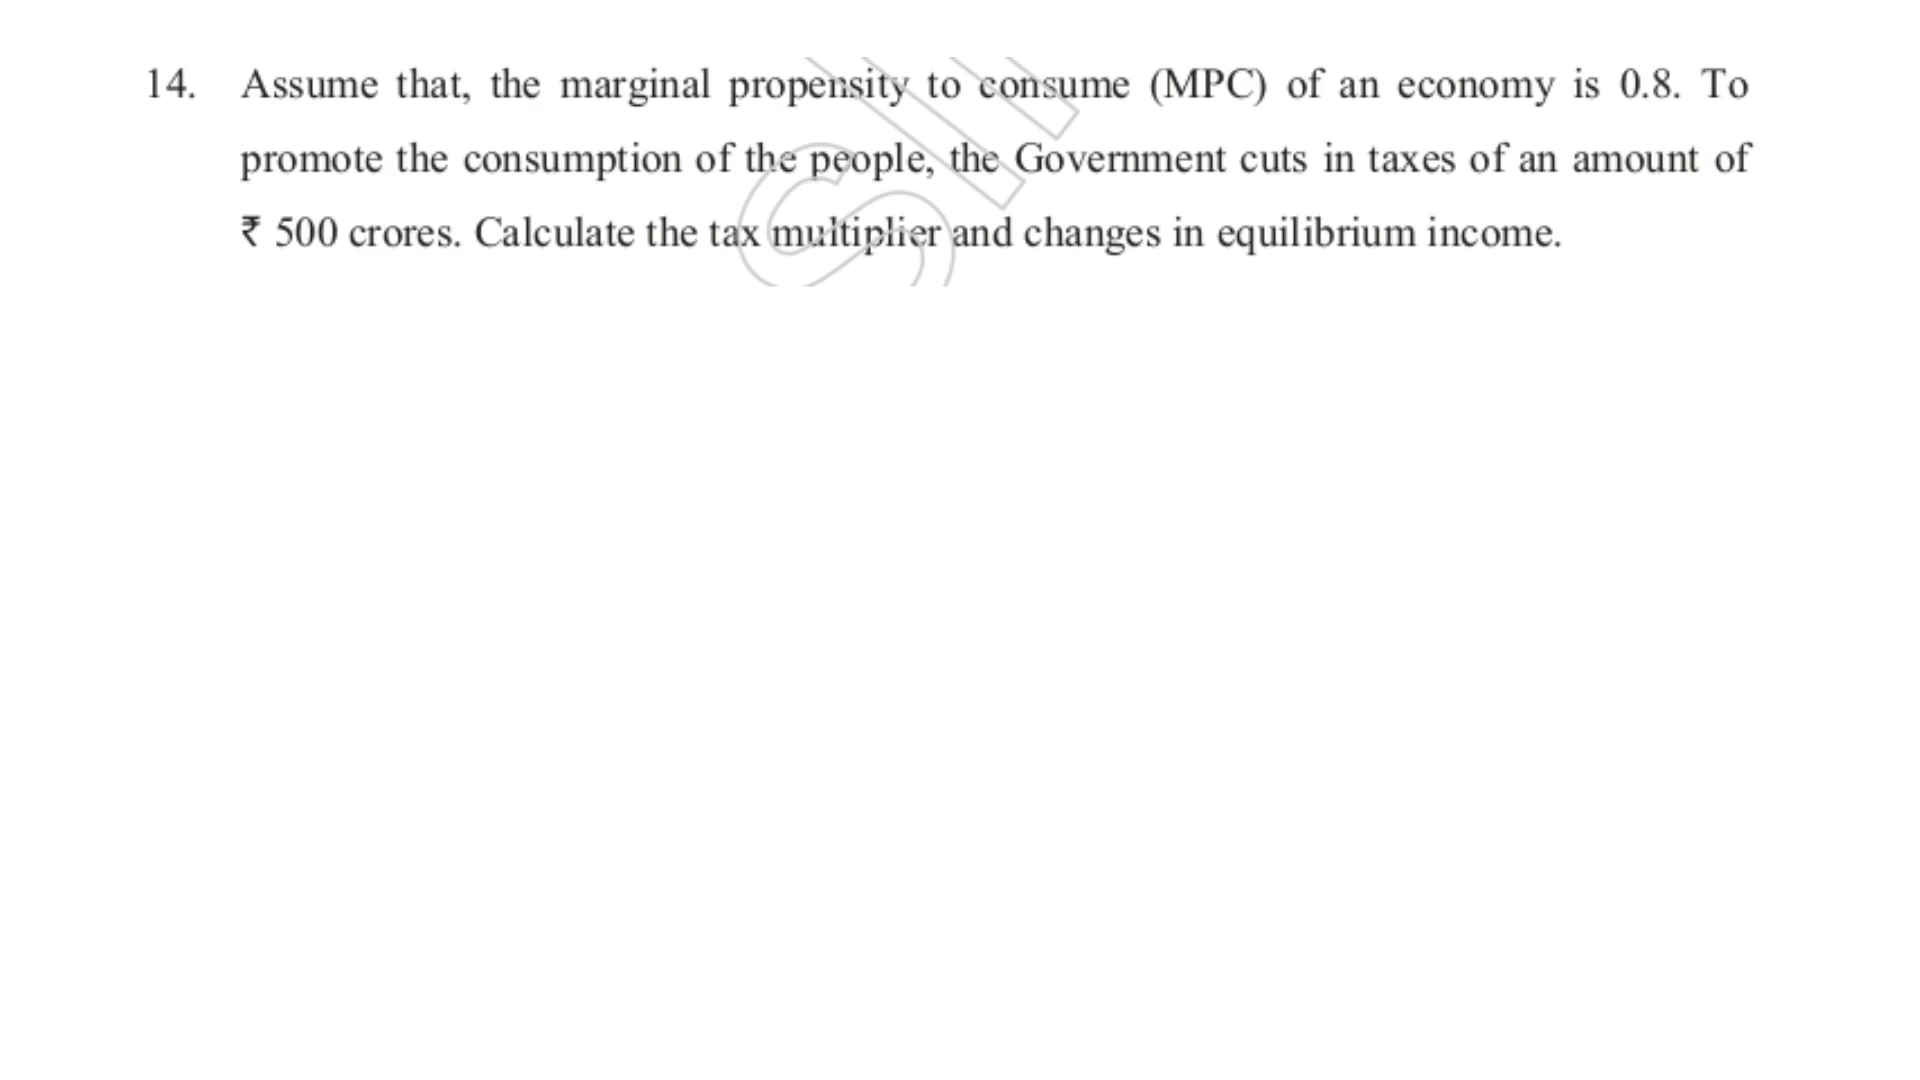 14. Assume that, the marginal propensity to consume (MPC) of an economy is 0.8. To
promote the consumption of the people, the Government cuts in taxes of an amount of
₹ 500 crores. Calculate the tax multiplier and changes in equilibrium income.